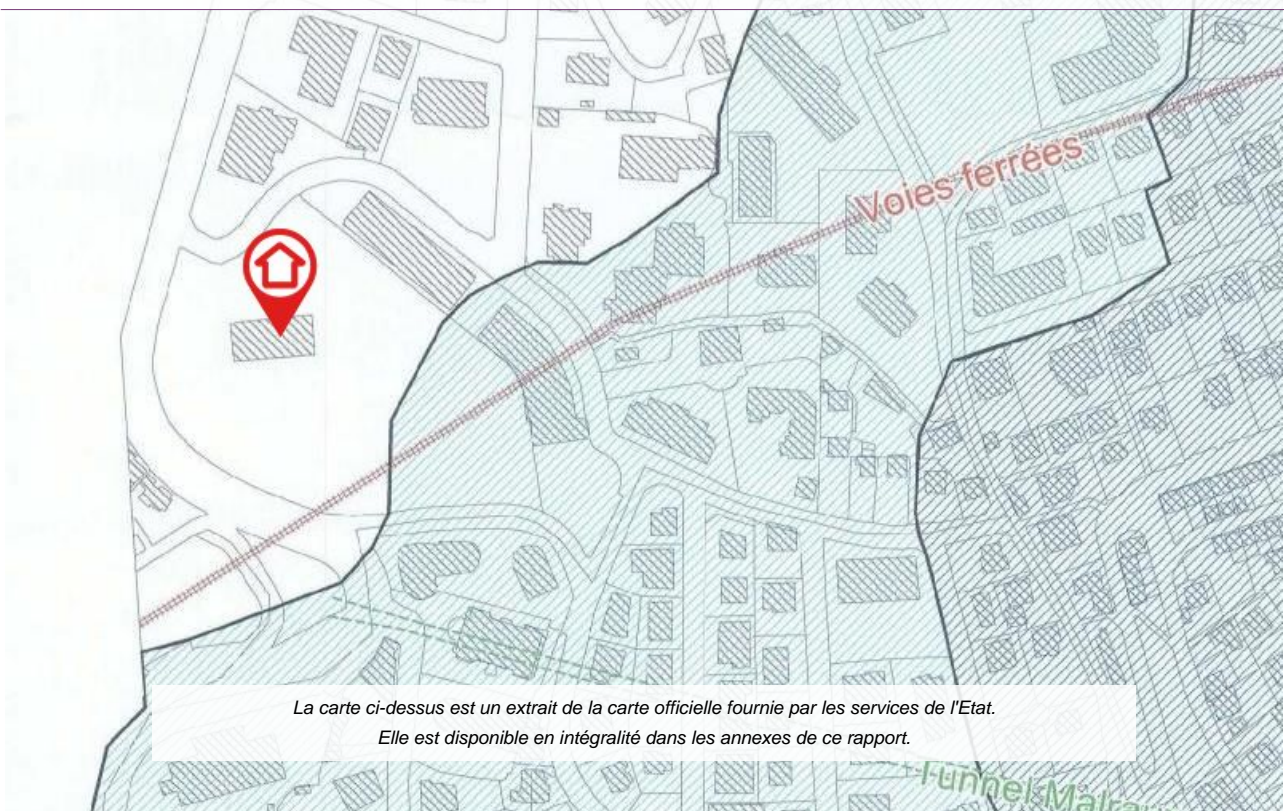 Voies ferrées
La carte ci-dessus est un extrait de la carte officielle fournie par les services de l'Etat.
Elle est disponible en intégralité dans les annexes de ce rapport.
Tunnel